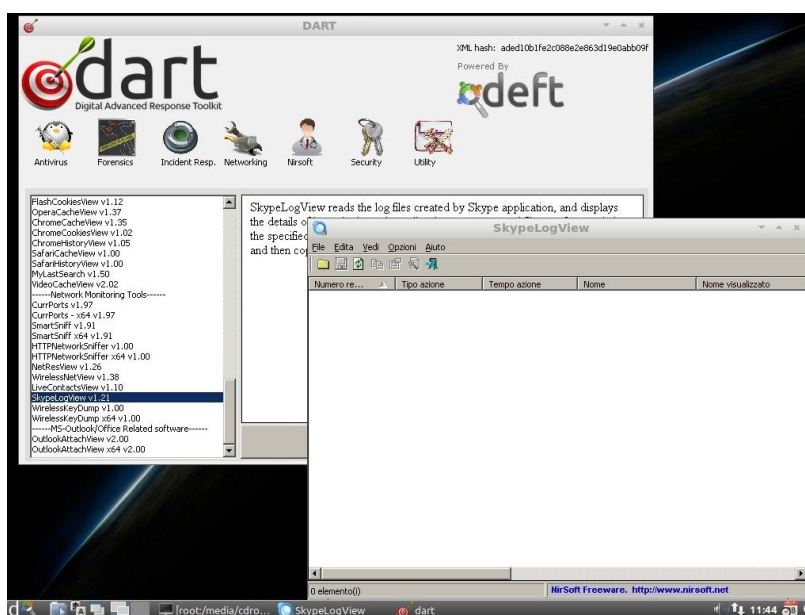 DART
dart
Digital Advanced Response Toolkit
XML hash: aded10b1fe2c088e2e863d19e0abb09f
Powered By
deft
Antivirus
Forensics
Incident Resp.
Networking
Nirsoft
Security
Utility
FlashCookiesView v1.12
OperaCacheView v1.37
ChromeCacheView v1.35
ChromeCookiesView v1.02
ChromeHistoryView v1.05
SafariCacheView v1.00
SafariHistoryView v1.00
MyLastSearch v1.50
VideoCacheView v2.02
------Network Monitoring Tools------
CurrPorts v1.97
CurrPorts - x64 v1.97
SmartSniff v1.91
SmartSniff x64 v1.91
HTTPNetworkSniffer v1.00
HTTPNetworkSniffer x64 v1.00
NetResView v1.26
WirelessNetView v1.38
LiveContactsView v1.10
SkypeLogView v1.21
WirelessKeyDump v1.00
WirelessKeyDump x64 v1.00
------MS-Outlook/Office Related software------
OutlookAttachView v2.00
OutlookAttachView x64 v2.00
SkypeLogView reads the log files created by Skype application, and displays
the details
the specified
and then
SkypeLogView
File Edita Vedi Opzioni Aiuto
Numero re... Tipo azione Tempo azione Nome Nome visualizzato
0 elemento(i)
NirSoft Freeware. http://www.nirsoft.net
[root:/media/cdro... SkypeLogView dart
11:44